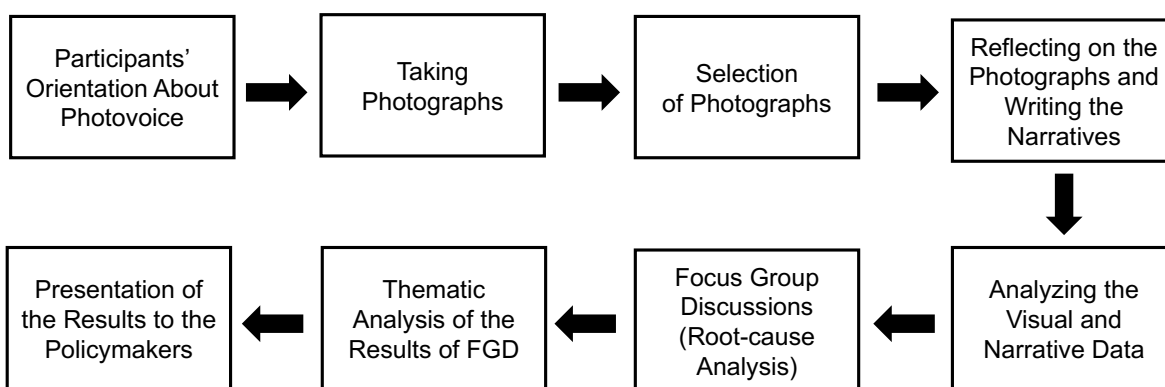 Participants’
Orientation About
Photovoice
Taking
Photographs
Selection
of Photographs
Reflecting on the
Photographs and
Writing the
Narratives
Analyzing the
Visual and
Narrative Data
Focus Group
Discussions
(Root-cause
Analysis)
Thematic
Analysis of the
Results of FGD
Presentation of
the Results to the
Policymakers